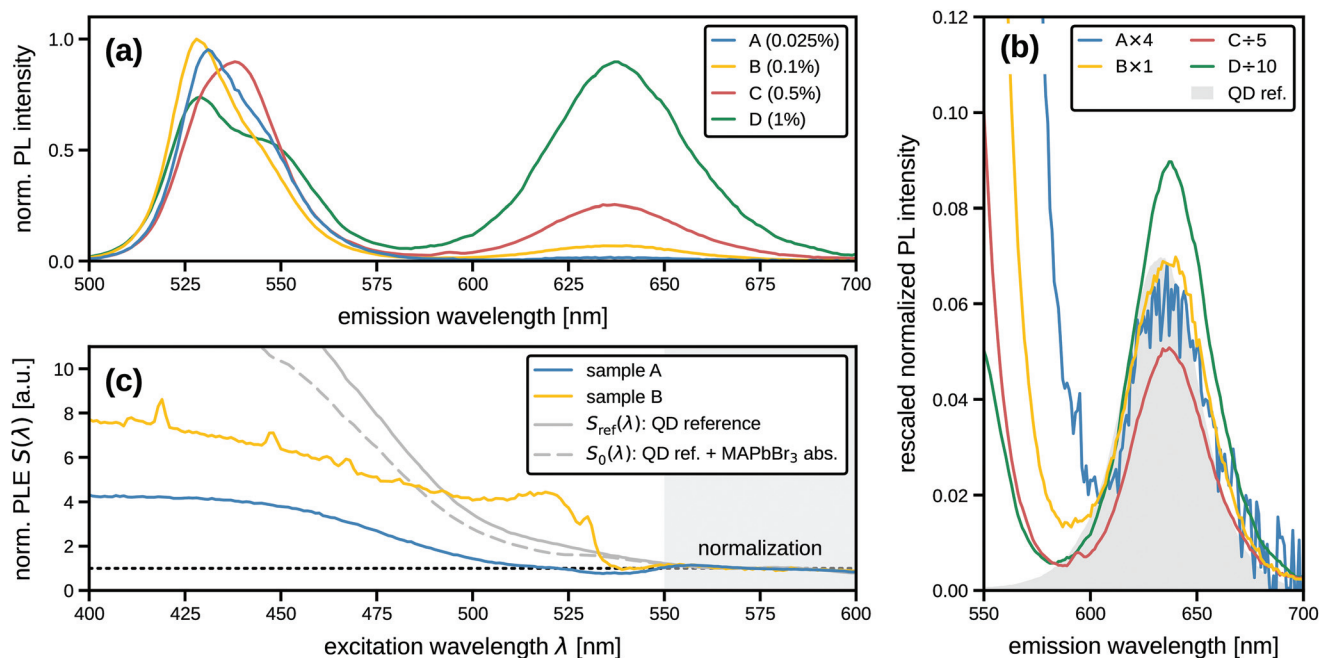 (a)
norm. PL intensity
1.0
0.5
0.0
A (0.025%)
B (0.1%)
C (0.5%)
D (1%)
500 525 550 575 600 625 650 675 700
emission wavelength [nm]
(b)
rescaled normalized PL intensity
0.12
0.10
0.08
0.06
0.04
0.02
0.00
A×4 C÷5
B×1 D÷10
QD ref.
550 600 650 700
emission wavelength [nm]
(c)
norm. PLE S(λ) [a.u.]
10
8
6
4
2
0
sample A
sample B
S_ref(λ): QD reference
S_0(λ): QD ref. + MAPbBr_3 abs.
normalization
400 425 450 475 500 525 550 575 600
excitation wavelength λ [nm]